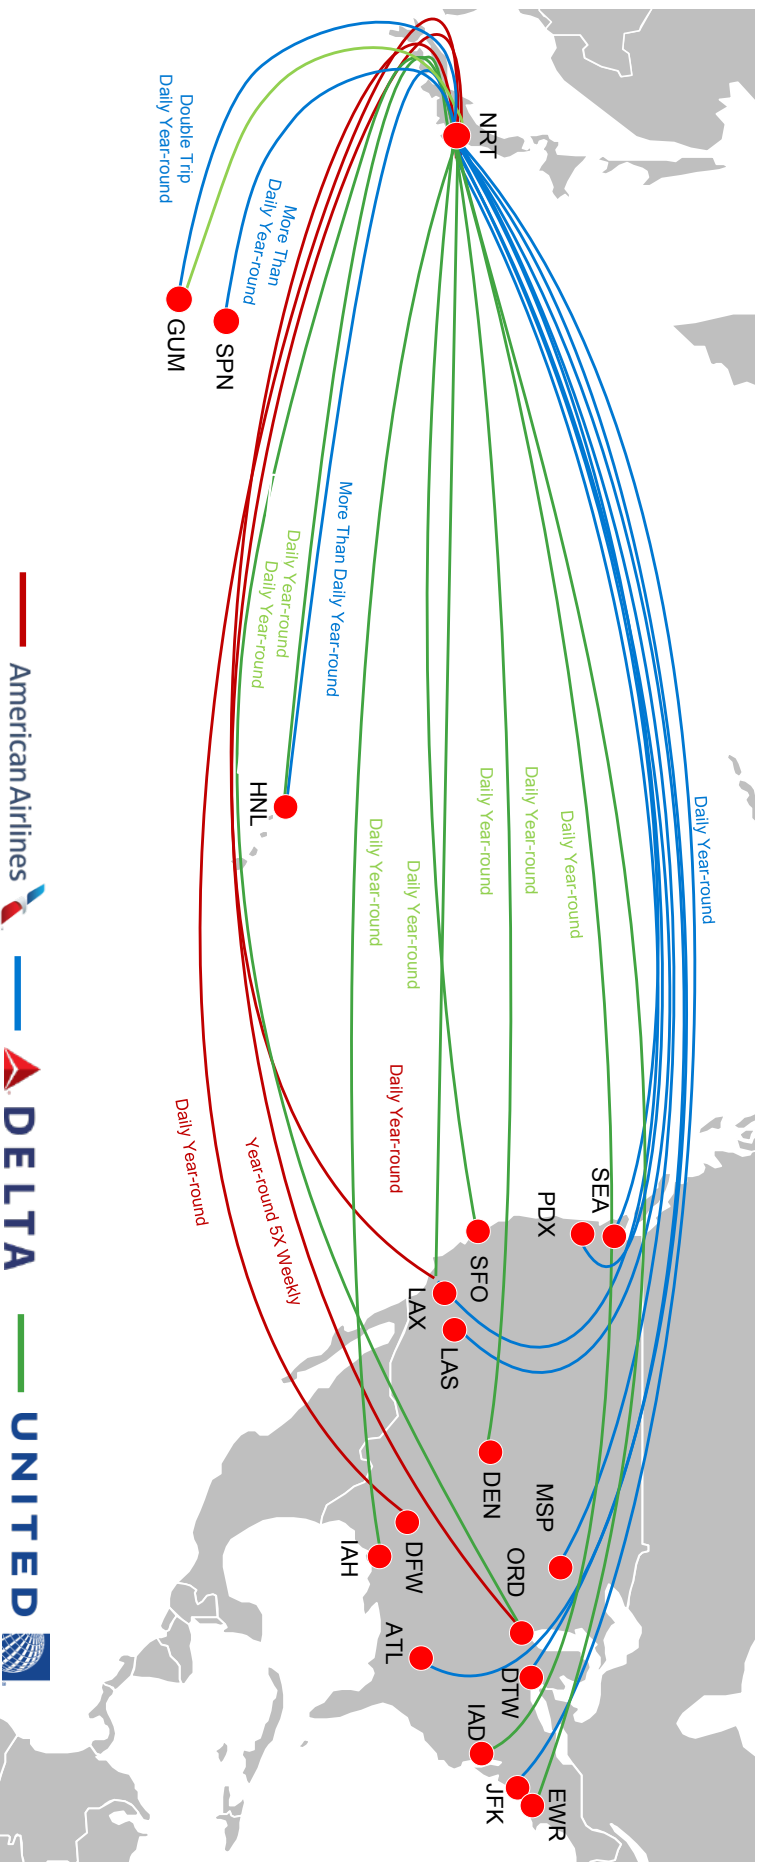 NRT
Double Trip
Daily Year-round
More Than
Daily Year-round
GUM
SPN
More Than Daily Year-round
Daily Year-round
Daily Year-round
HNL
Daily Year-round
Daily Year-round
Daily Year-round
Daily Year-round
Daily Year-round
Daily Year-round
Daily Year-round
Daily Year-round
Year-round 5X Weekly
SEA
PDX
SFO
LAX
LAS
DEN
MSP
ORD
DFW
IAH
ATL
DTW
IAD
JFK
EWR
American Airlines
DELTA
UNITED